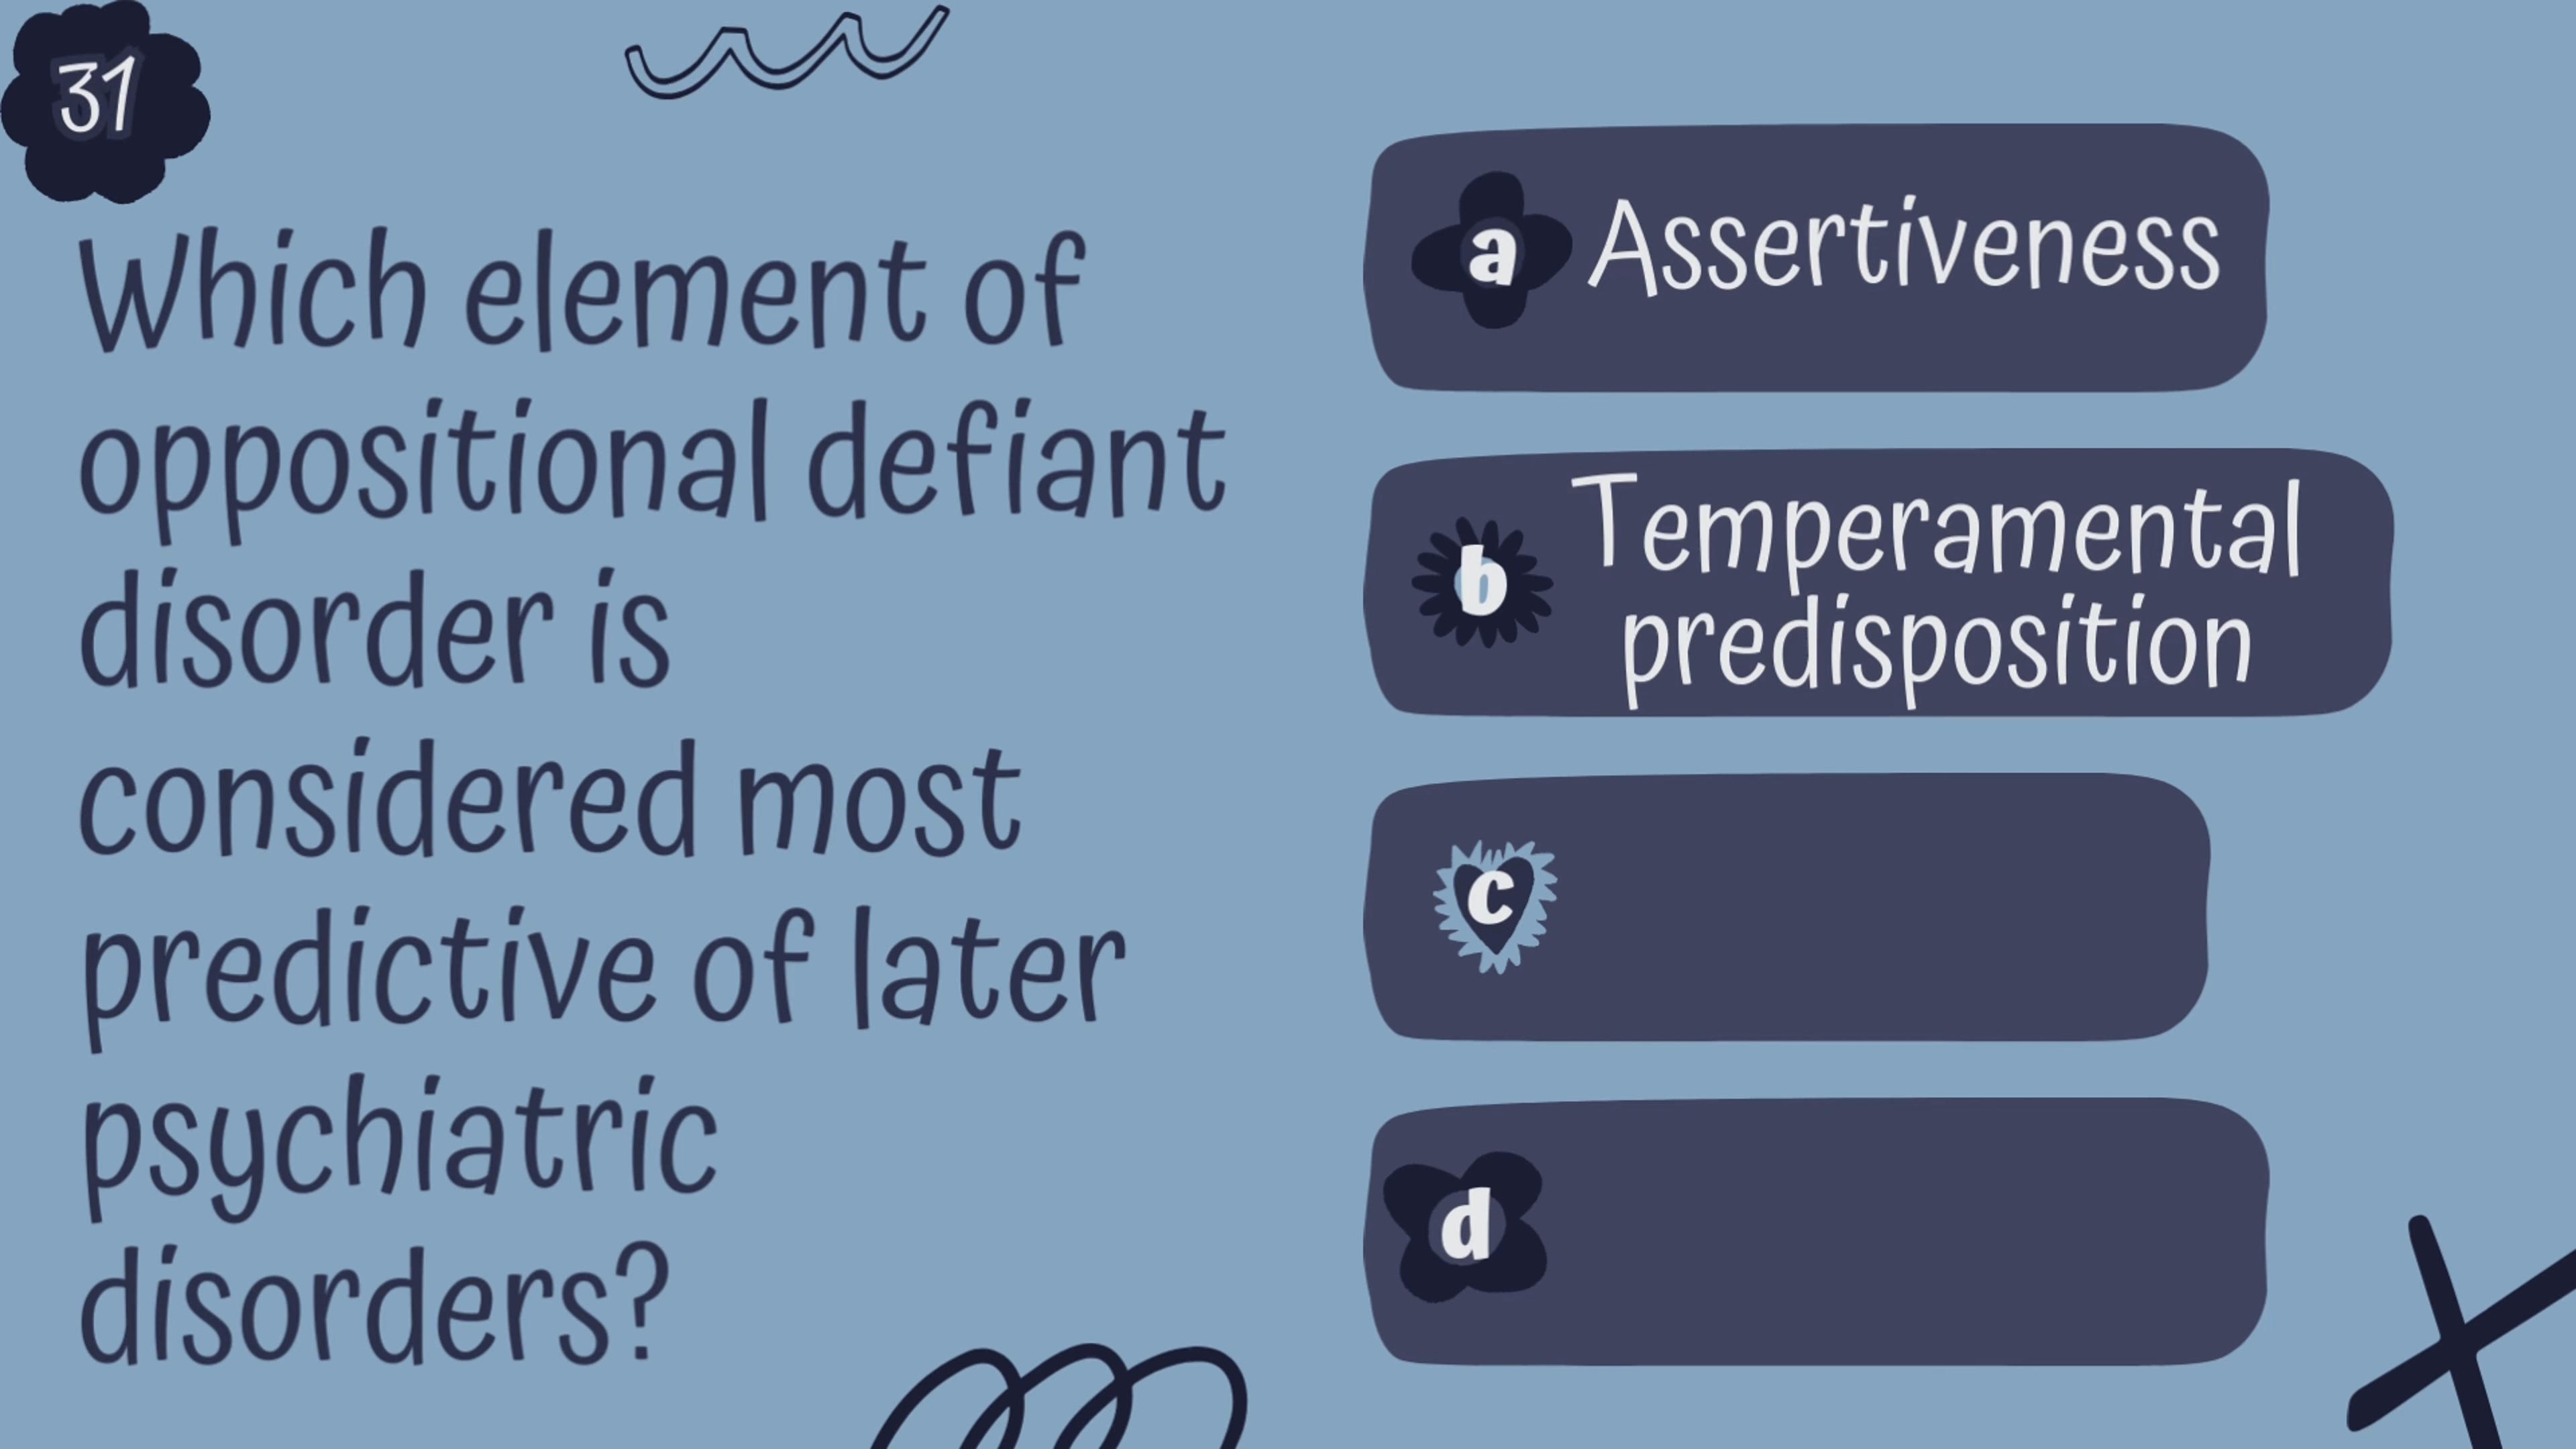 31
Which element of
oppositional defiant
disorder is
considered most
predictive of later
psychiatric
disorders?
a Assertiveness
b Temperamental
predisposition
c
d